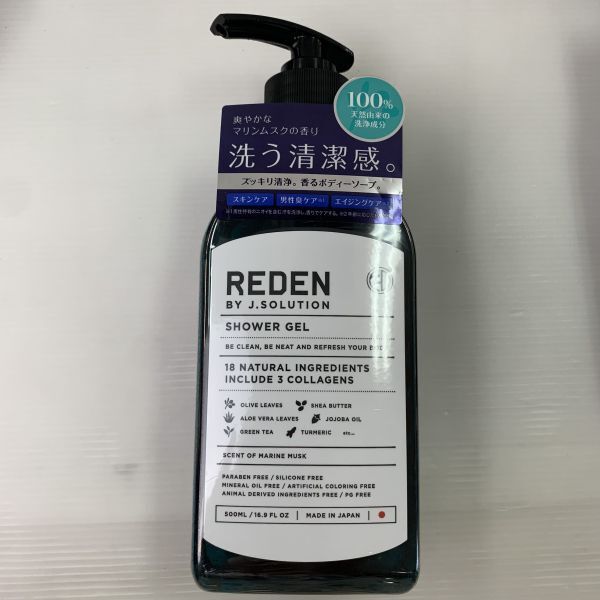 爽やかな
マリンムスクの香り
100%
天然由来の
洗浄成分
洗う清潔感。
ズッキリ清浄。香るボディーソープ。
スキンケア
男性臭ケア※1
エイジングケア
REDEN
BY J.SOLUTION
SHOWER GEL
BE CLEAN, BE NEAT AND REFRESH YOUR
18 NATURAL INGREDIENTS
INCLUDE 3 COLLAGENS
OLIVE LEAVES SHEA BUTTER
ALOE VERA LEAVES JOJOBA OIL
GREEN TEA TURMERIC etc...
SCENT OF MARINE MUSK
PARABEN FREE / SILICONE FREE
MINERAL OIL FREE / ARTIFICIAL COLORING FREE
ANIMAL DERIVED INGREDIENTS FREE / PG FREE
500ML / 16.9 FL OZ MADE IN JAPAN